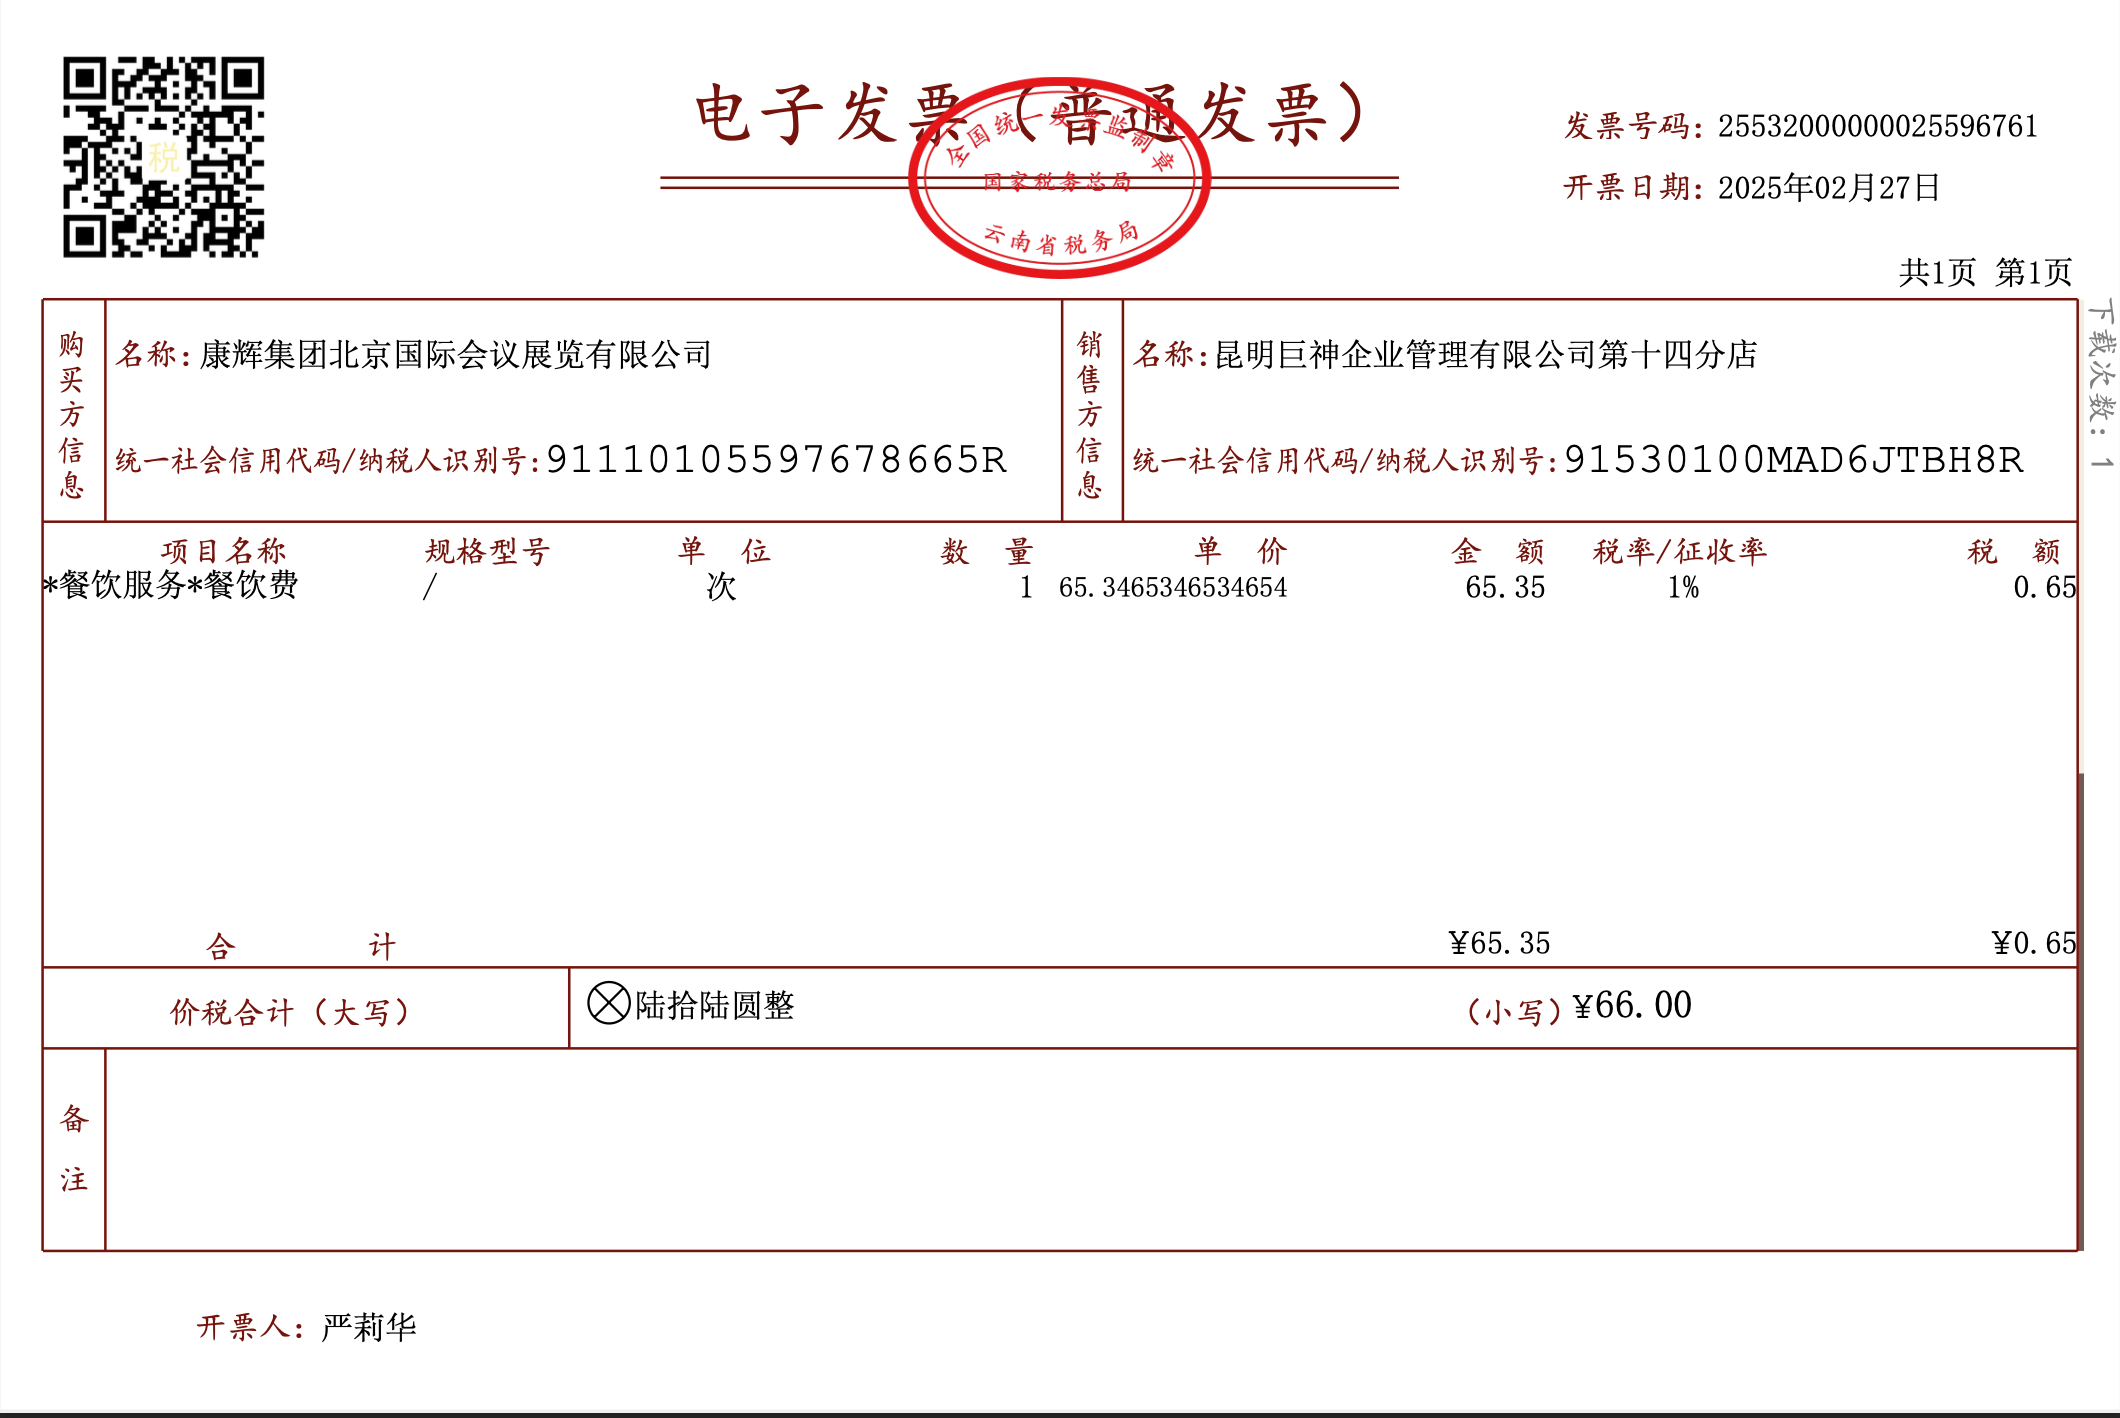 税
电子发票（普通发票）
全国统一发票监制章
国家税务总局
云南省税务局
发票号码：25532000000025596761
开票日期：2025年02月27日
共1页 第1页
下载次数：1
购买方信息
名称：康辉集团北京国际会议展览有限公司
统一社会信用代码/纳税人识别号：91110105597678665R
销售方信息
名称：昆明巨神企业管理有限公司第十四分店
统一社会信用代码/纳税人识别号：91530100MAD6JTBH8R
项目名称 规格型号 单 位 数 量 单 价 金 额 税率/征收率 税 额
*餐饮服务*餐饮费 / 次 1 65.3465346534654 65.35 1% 0.65
合 计 ¥65.35 ¥0.65
价税合计（大写） ⊗陆拾陆圆整 （小写）¥66.00
备注
开票人：严莉华